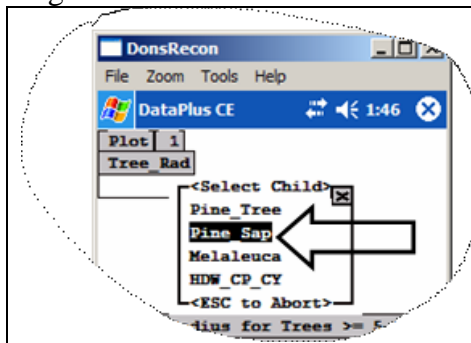 DonsRecon
File Zoom Tools Help
DataPlus CE 1:46
Plot 1
Tree_Rad
<Select Child>
Pine_Tree
Pine_Sap
Melaleuca
HDW_CP_CY
<ESC to Abort>
for Trees >=